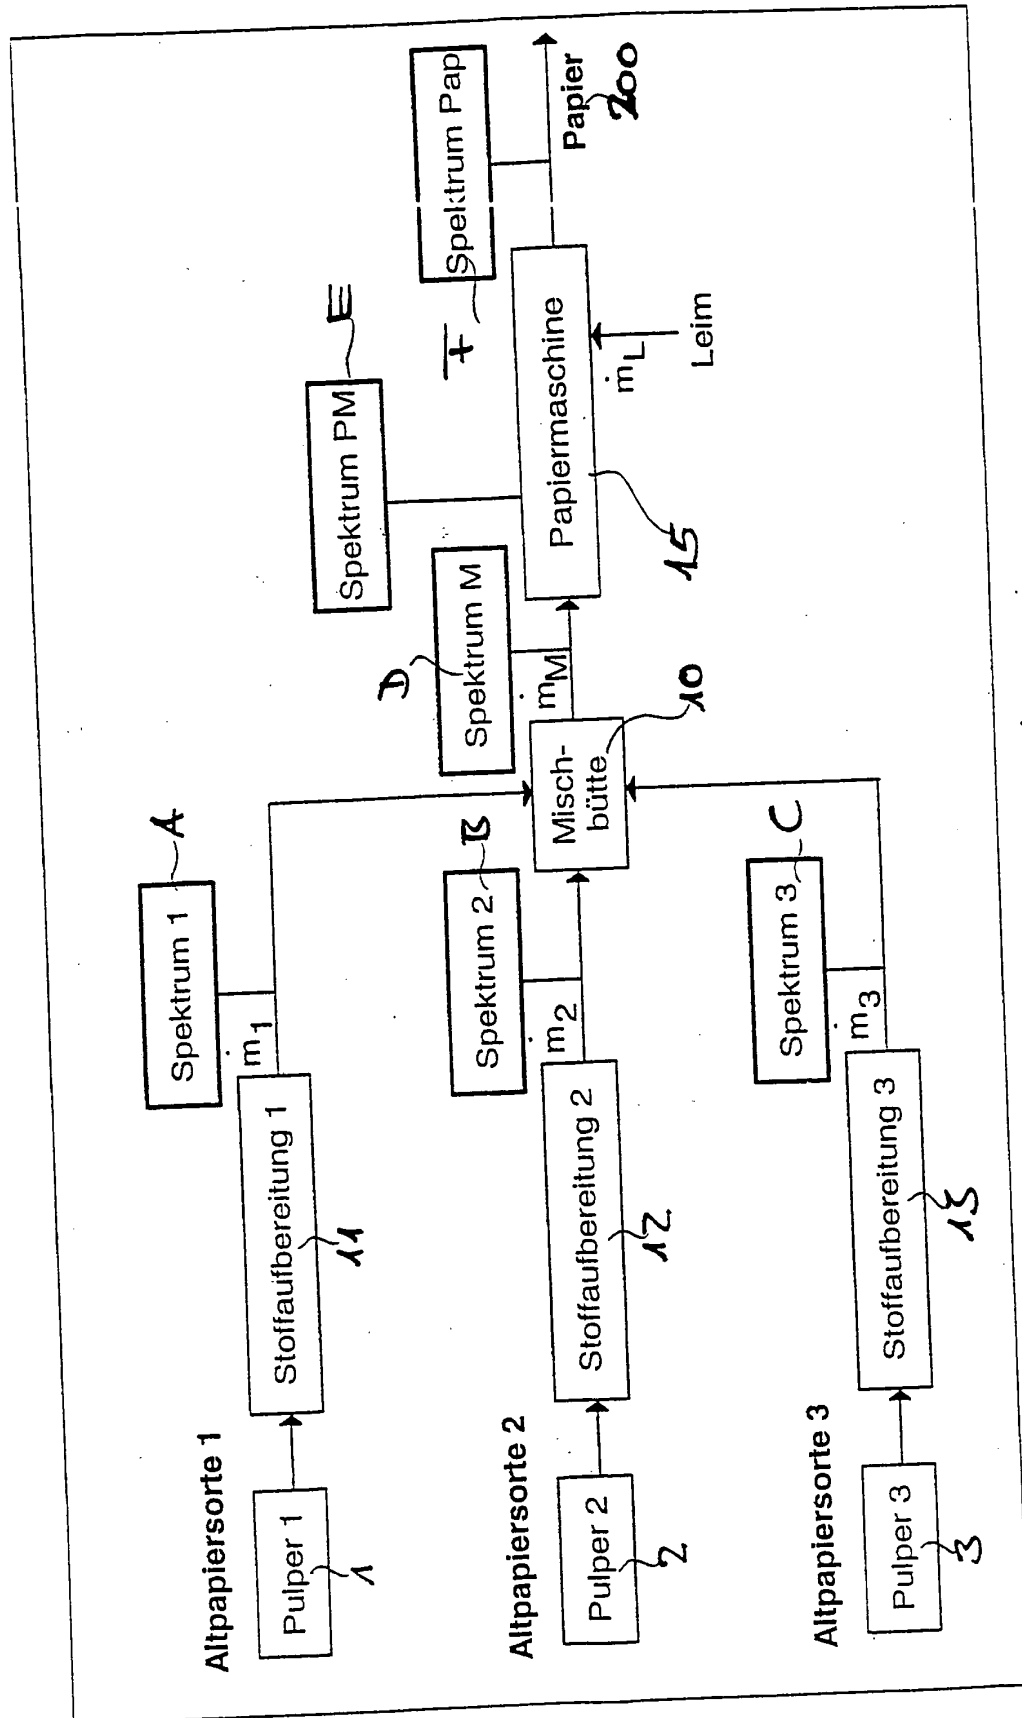 Altpapiersorte 1
Pulper 1
1
Stoffaufbereitung 1
11
ṁ1
Spektrum 1
A
Altpapiersorte 2
Pulper 2
2
Stoffaufbereitung 2
12
ṁ2
Spektrum 2
B
Altpapiersorte 3
Pulper 3
3
Stoffaufbereitung 3
13
ṁ3
Spektrum 3
C
Misch-
bütte
10
ṁM
Spektrum M
D
Spektrum PM
E
Papiermaschine
15
ṁL
Leim
Spektrum Pap
F
Papier
200